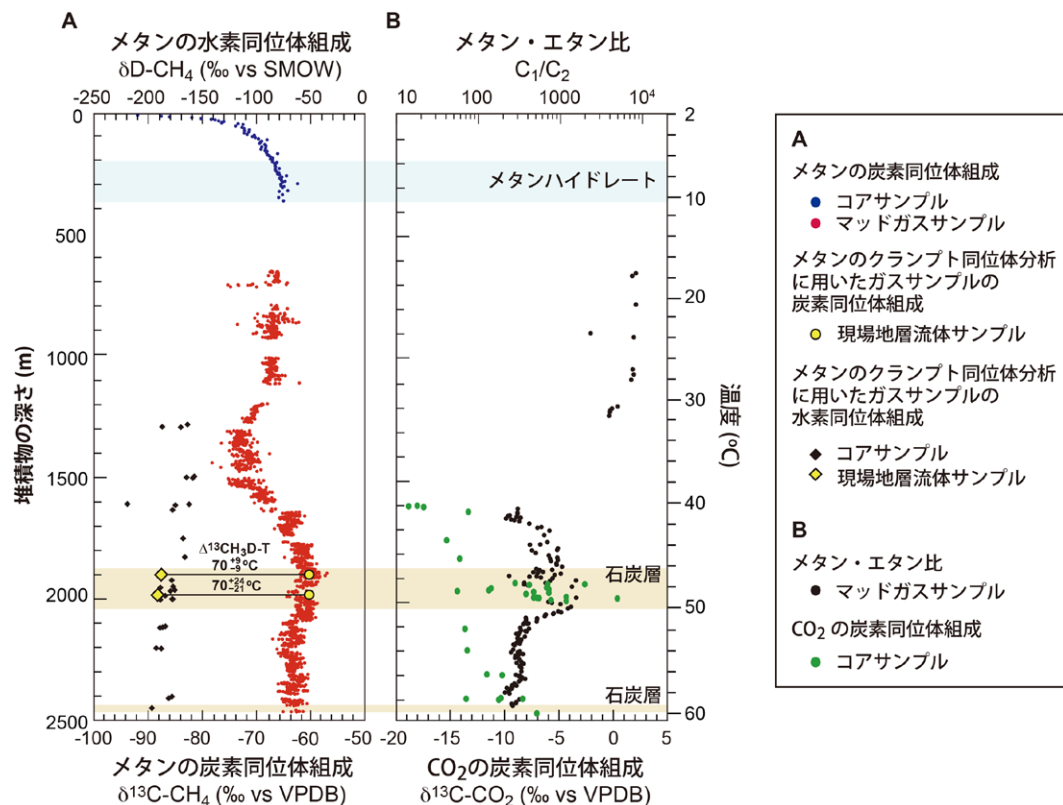 A
メタンの水素同位体組成
δD-CH4 (‰ vs SMOW)
-250 -200 -150 -100 -50 0
B
メタン・エタン比
C1/C2
10 100 1000 10⁴
0
500
1000
1500
2000
2500
堆積物の深さ (m)
Δ¹³CH3D-T
70 +9 -9 ºC
70 +24 -21 ºC
-100 -90 -80 -70 -60 -50
メタンの炭素同位体組成
δ¹³C-CH4 (‰ vs VPDB)
メタンハイドレート
石炭層
石炭層
2
10
20
30
40
50
60
温度 (ºC)
-20 -15 -10 -5 0 5
CO2の炭素同位体組成
δ¹³C-CO2 (‰ vs VPDB)
A
メタンの炭素同位体組成
コアサンプル
マッドガスサンプル
メタンのクランプト同位体分析
に用いたガスサンプルの
炭素同位体組成
現場地層流体サンプル
メタンのクランプト同位体分析
に用いたガスサンプルの
水素同位体組成
コアサンプル
現場地層流体サンプル
B
メタン・エタン比
マッドガスサンプル
CO2 の炭素同位体組成
コアサンプル